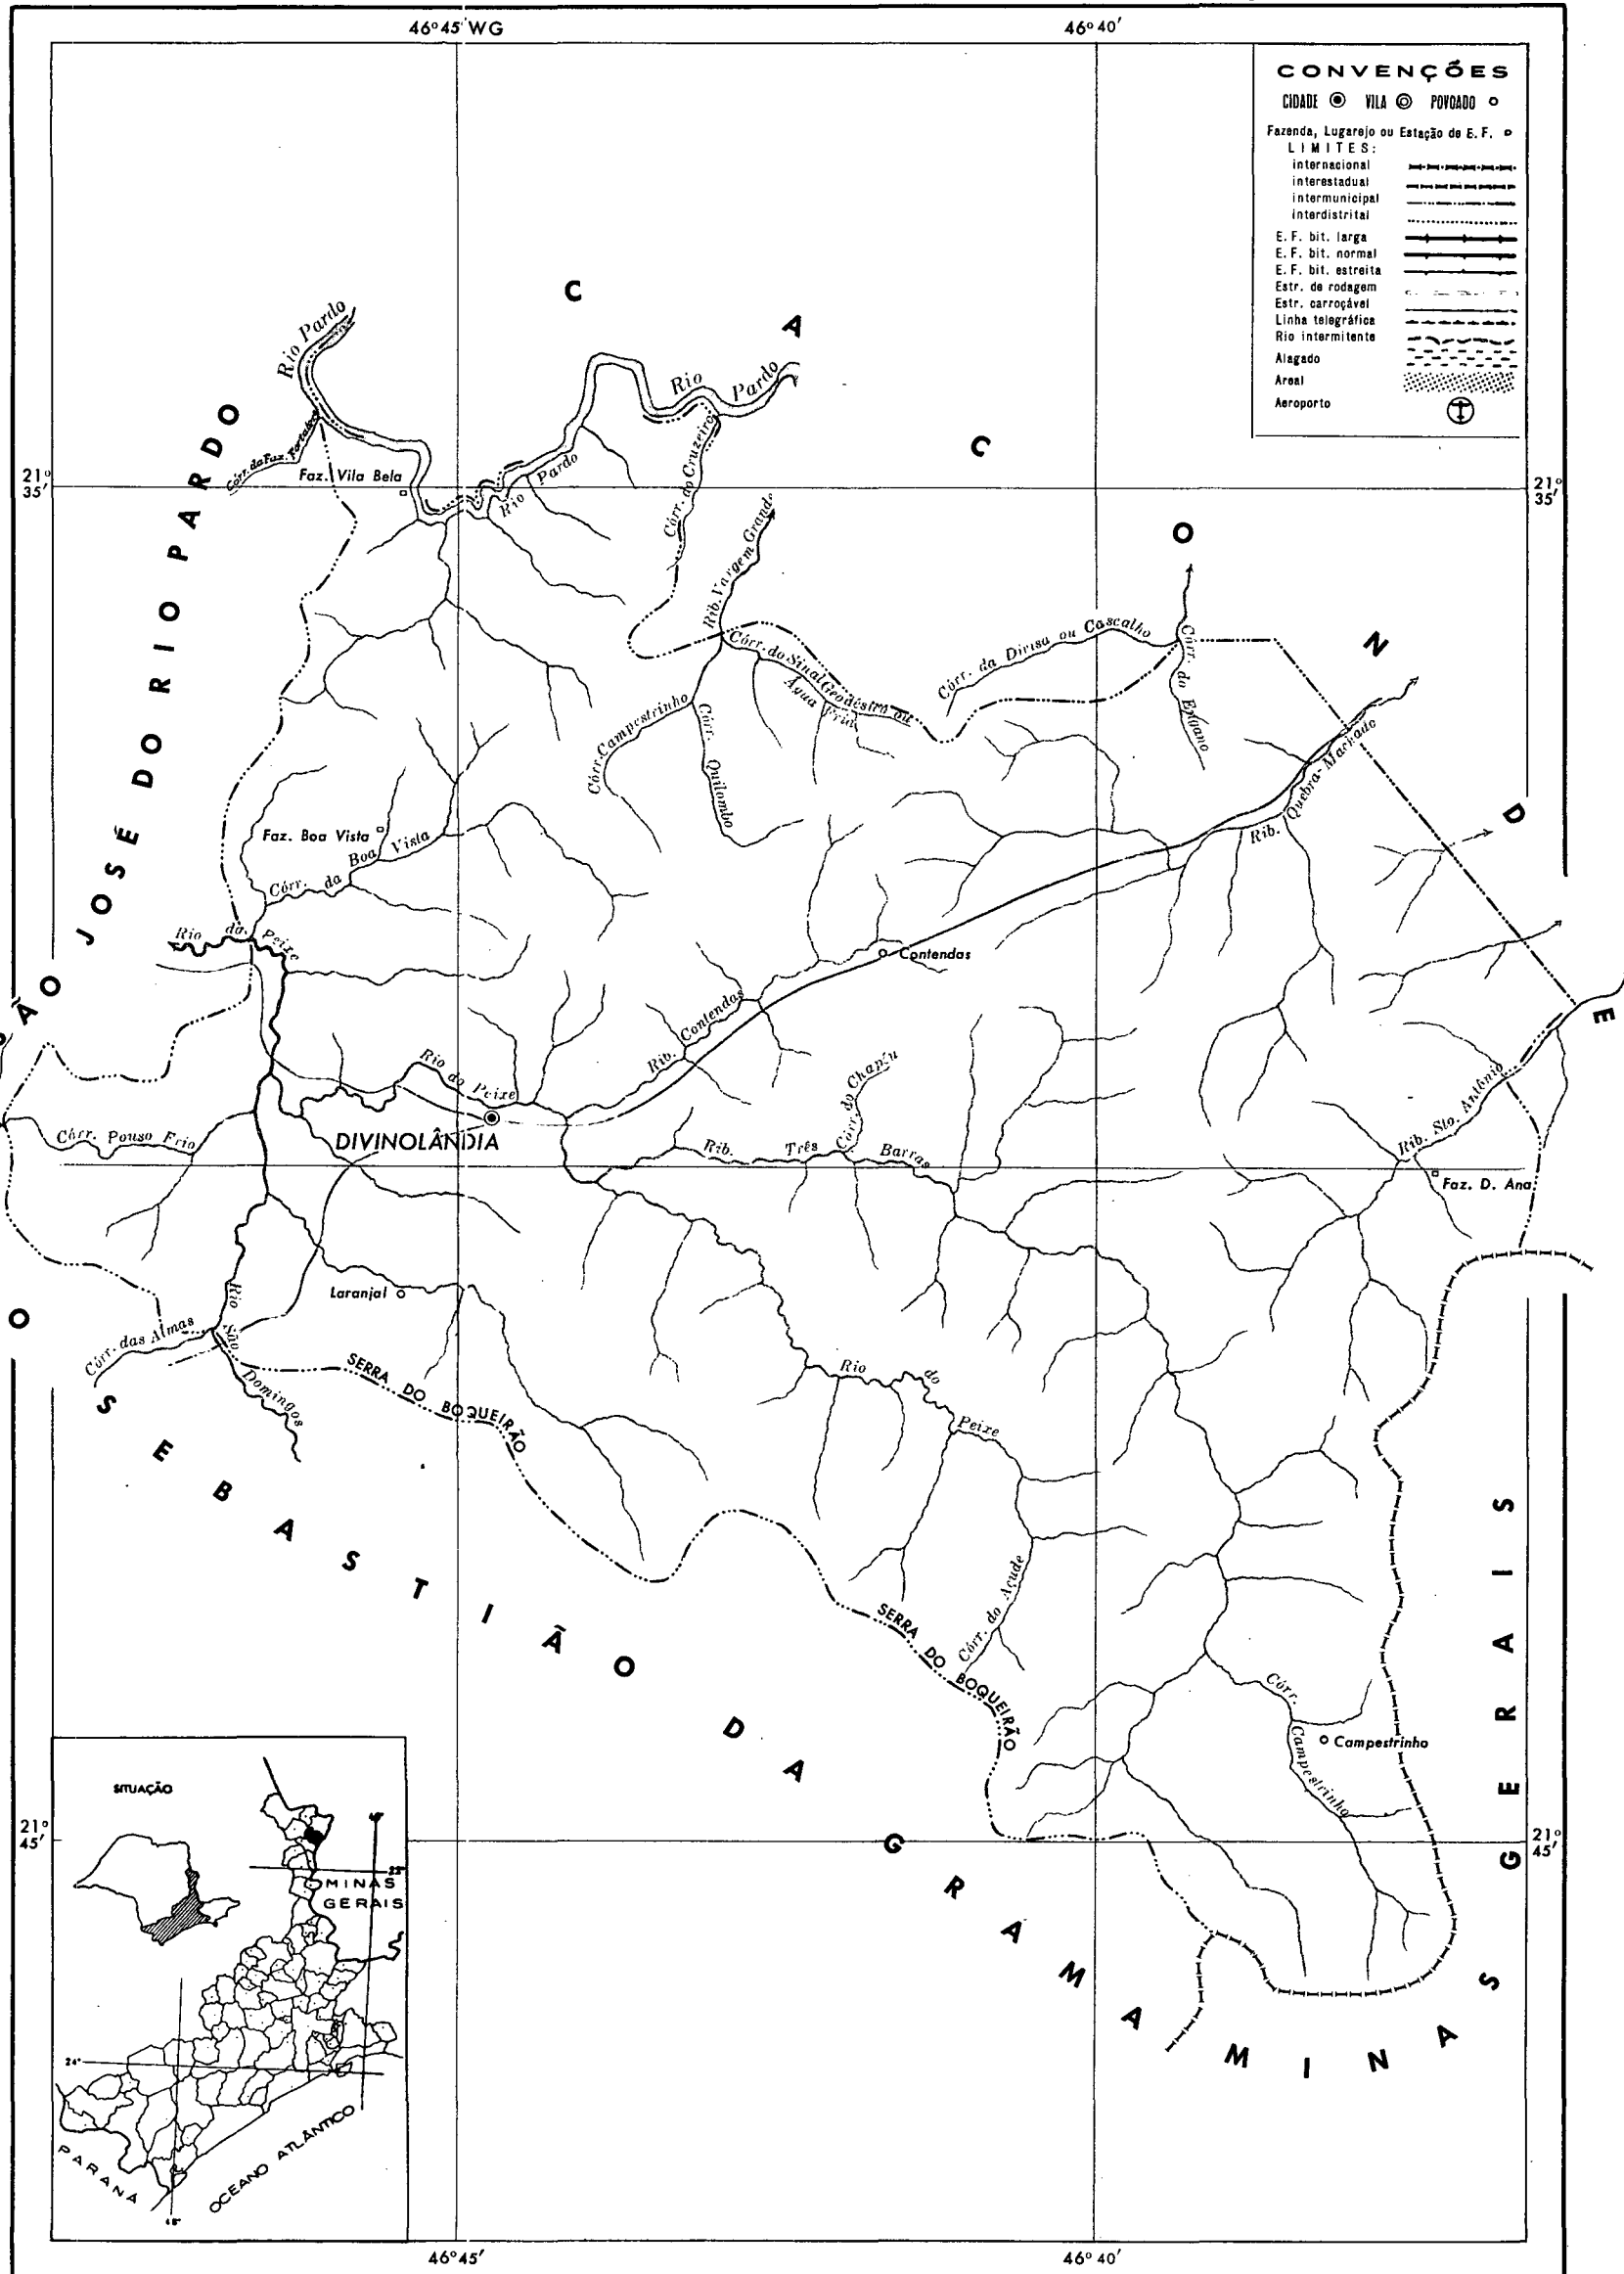 46° 45' WG
46° 40'
CONVENÇÕES
CIDADE VILA POVOADO
Fazenda, Lugarejo ou Estação de E. F.
LIMITES:
internacional
interestadual
intermunicipal
interdistrital
E. F. bit. larga
E. F. bit. normal
E. F. bit. estreita
Estr. de rodagem
Estr. carroçável
Linha telegráfica
Rio intermitente
Alagado
Areal
Aeroporto
CACONDE
Rio Pardo
Rio Pardo
Rio Pardo
Córr. da Faz. Fortaleza
21° 35'
21° 35'
Faz. Vila Bela
Córr. do Cruzeiro
Rib. Vargem Grande
SÃO JOSÉ DO RIO PARDO
Córr. do Sinal Geodésico ou
Água Fria
Córr. da Divisa ou Cascalho
Córr. do
Córr. Campestrinho
Córr. Quilombo
Rib. Quebra-Machado
Faz. Boa Vista
Córr. da Boa Vista
Rio do Peixe
Contendas
Rib. Contendas
Rio do Peixe
Córr. do
DIVINOLÂNDIA
Córr. Pouso Frio
Rib. Três Barras
Rib. Sto. Antônio
Faz. D. Ana
Laranjal
Córr. das Almas
Rio São Domingos
SERRA DO BOQUEIRÃO
Rio do Peixe
O SEBASTIÃO DA GRAMA
Córr. do Açude
SERRA DO BOQUEIRÃO
Córr. Campestrinho
Campestrinho
MINAS GERAIS
21° 45'
21° 45'
SITUAÇÃO
MINAS
GERAIS
24°
PARANÁ
OCEANO ATLÂNTICO
48°
46° 45'
46° 40'